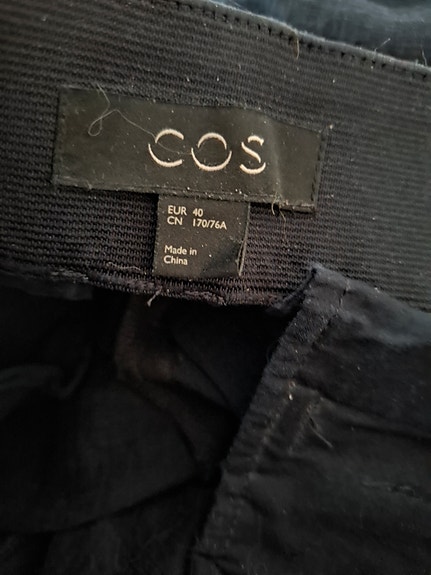 COS
EUR 40
CN 170/76A
Made in
China